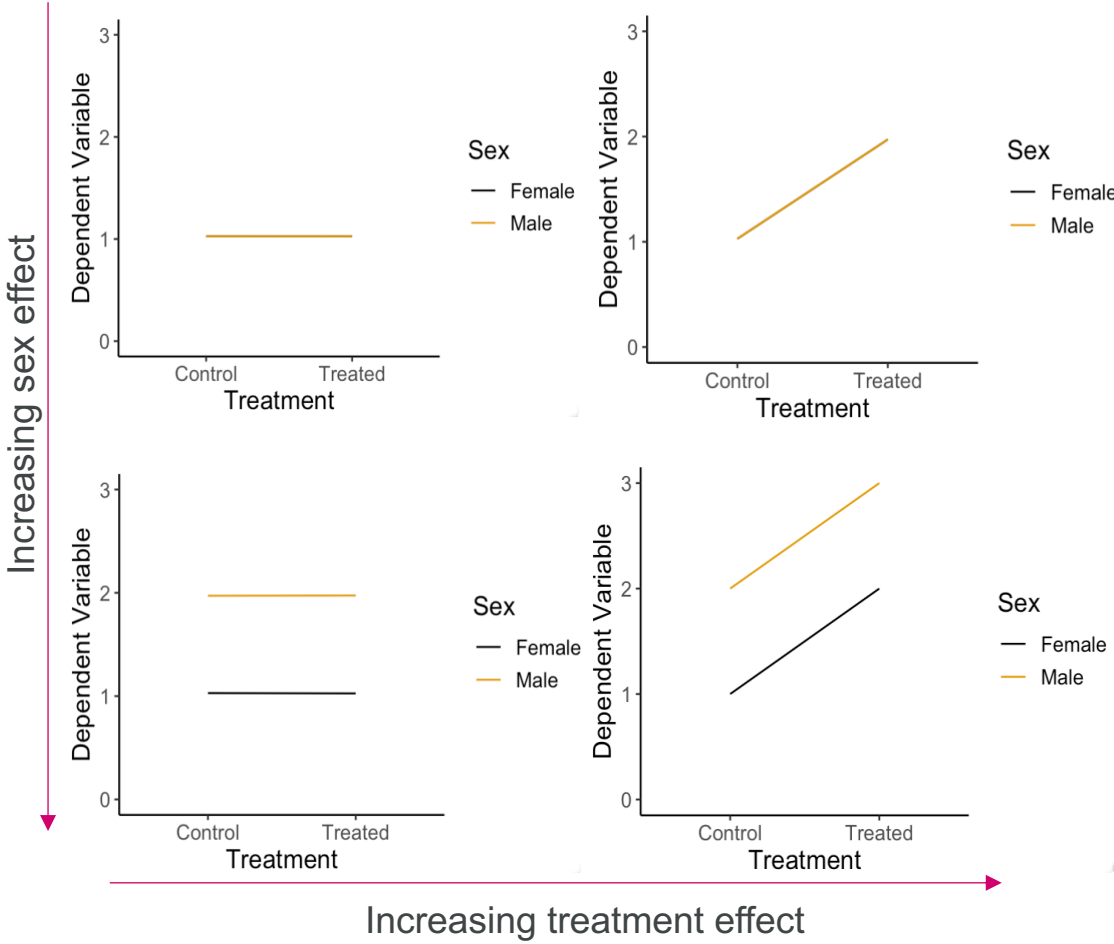 Increasing sex effect
Dependent Variable
3
2
1
0
Control Treated
Treatment
Sex
Female
Male
Dependent Variable
3
2
1
0
Control Treated
Treatment
Sex
Female
Male
Dependent Variable
3
2
1
0
Control Treated
Treatment
Sex
Female
Male
Dependent Variable
3
2
1
0
Control Treated
Treatment
Sex
Female
Male
Increasing treatment effect